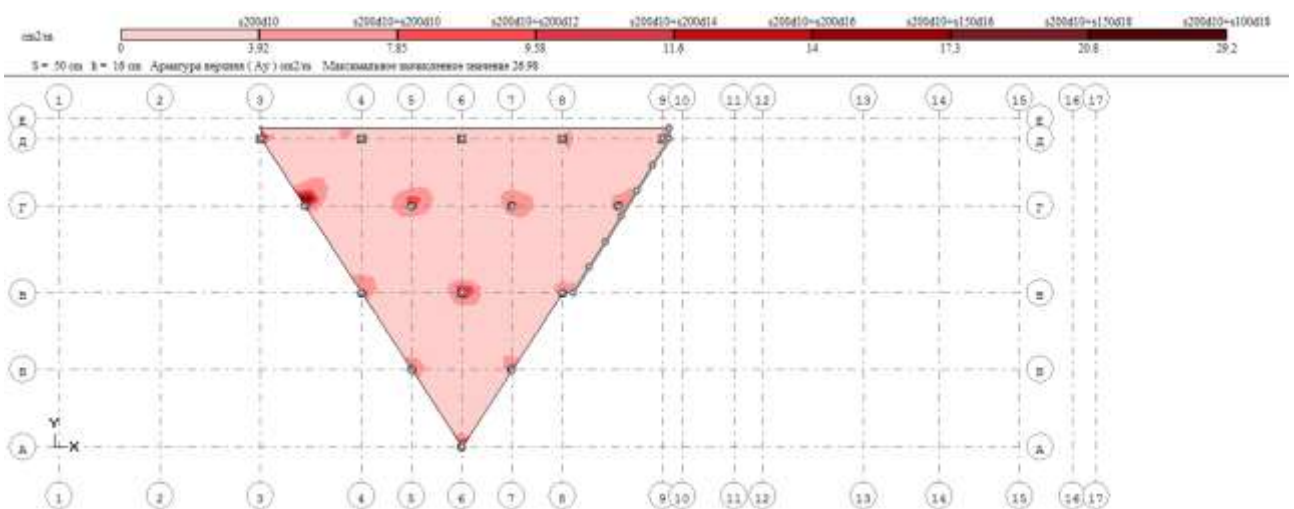 s200d10 s200d10+s200d10 s200d10+s200d12 s200d10+s200d14 s200d10+s200d16 s200d10+s150d16 s200d10+s150d18 s200d10+s100d18
cm2/m
0 3.92 7.85 9.58 11.6 14 17.3 20.8 29.2
S = 50 cm h = 16 cm Арматура верхняя ( Ay ) cm2/m Максимальное вычисленное значение 26.98
1 2 3 4 5 6 7 8 9 10 11 12 13 14 15 16 17
Е Е
Д Д
Г Г
В В
А А
Y
X
1 2 3 4 5 6 7 8 9 10 11 12 13 14 15 16 17